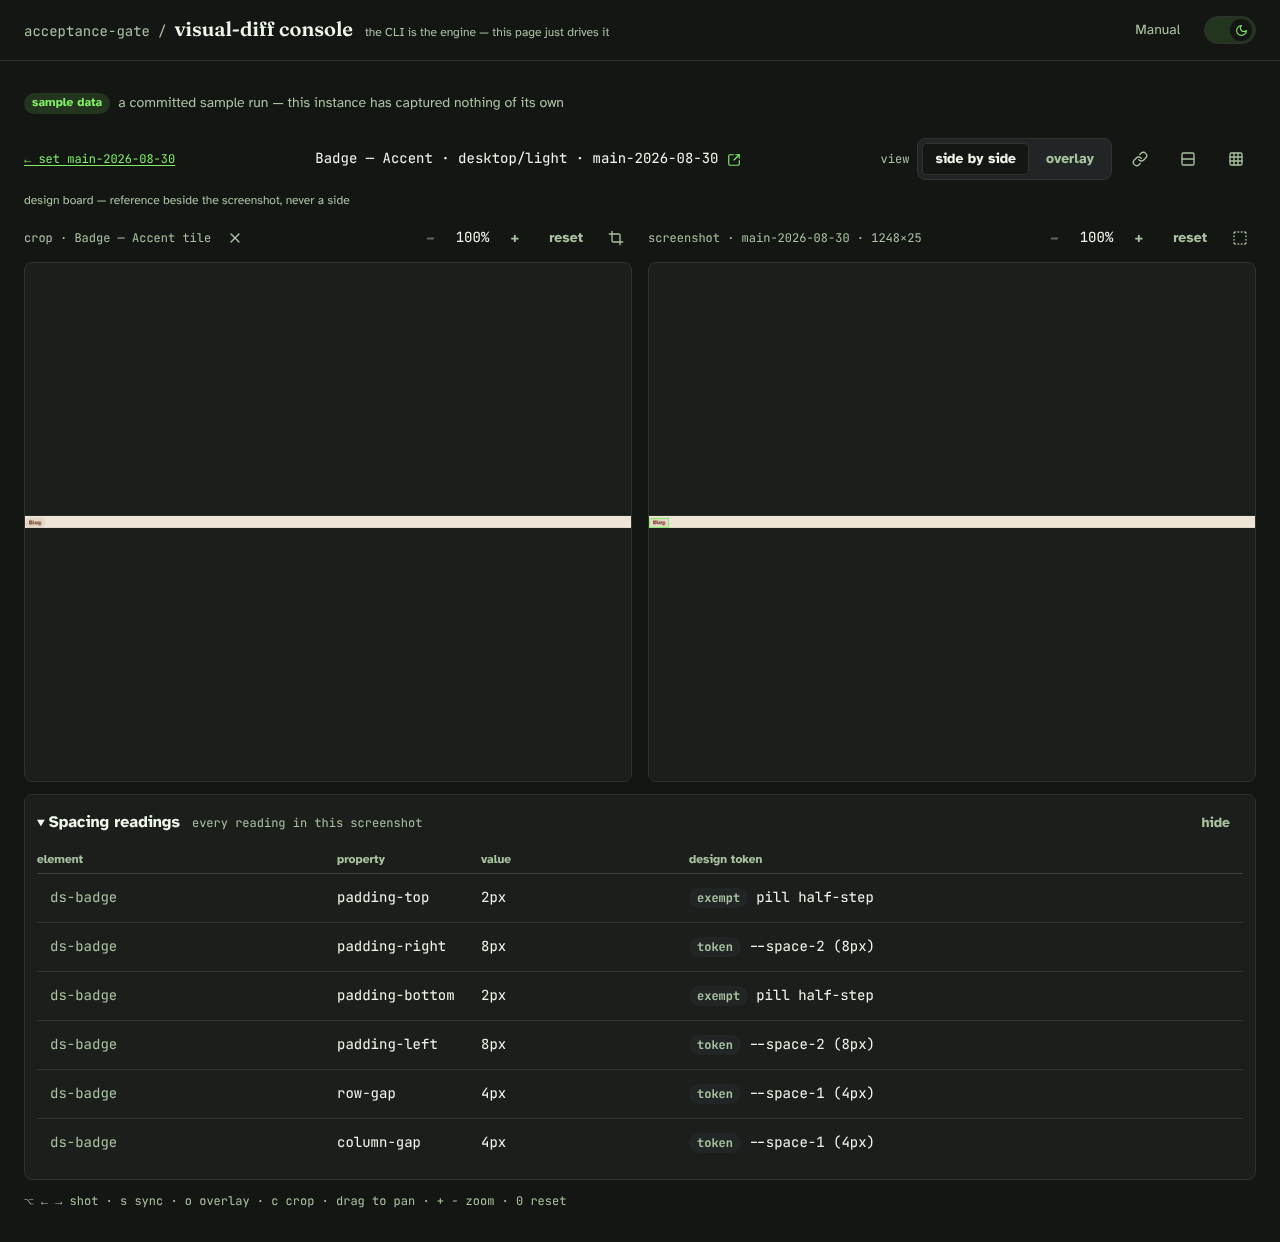 acceptance-gate / visual-diff console the CLI is the engine — this page just drives it Manual
sample data a committed sample run — this instance has captured nothing of its own
← set main-2026-08-30 Badge — Accent · desktop/light · main-2026-08-30 view side by side overlay
design board — reference beside the screenshot, never a side
crop · Badge — Accent tile × − 100% + reset
screenshot · main-2026-08-30 · 1248×25 − 100% + reset
▾ Spacing readings every reading in this screenshot hide
element property value design token
ds-badge padding-top 2px exempt pill half-step
ds-badge padding-right 8px token --space-2 (8px)
ds-badge padding-bottom 2px exempt pill half-step
ds-badge padding-left 8px token --space-2 (8px)
ds-badge row-gap 4px token --space-1 (4px)
ds-badge column-gap 4px token --space-1 (4px)
⌥ ← → shot · s sync · o overlay · c crop · drag to pan · + - zoom · 0 reset